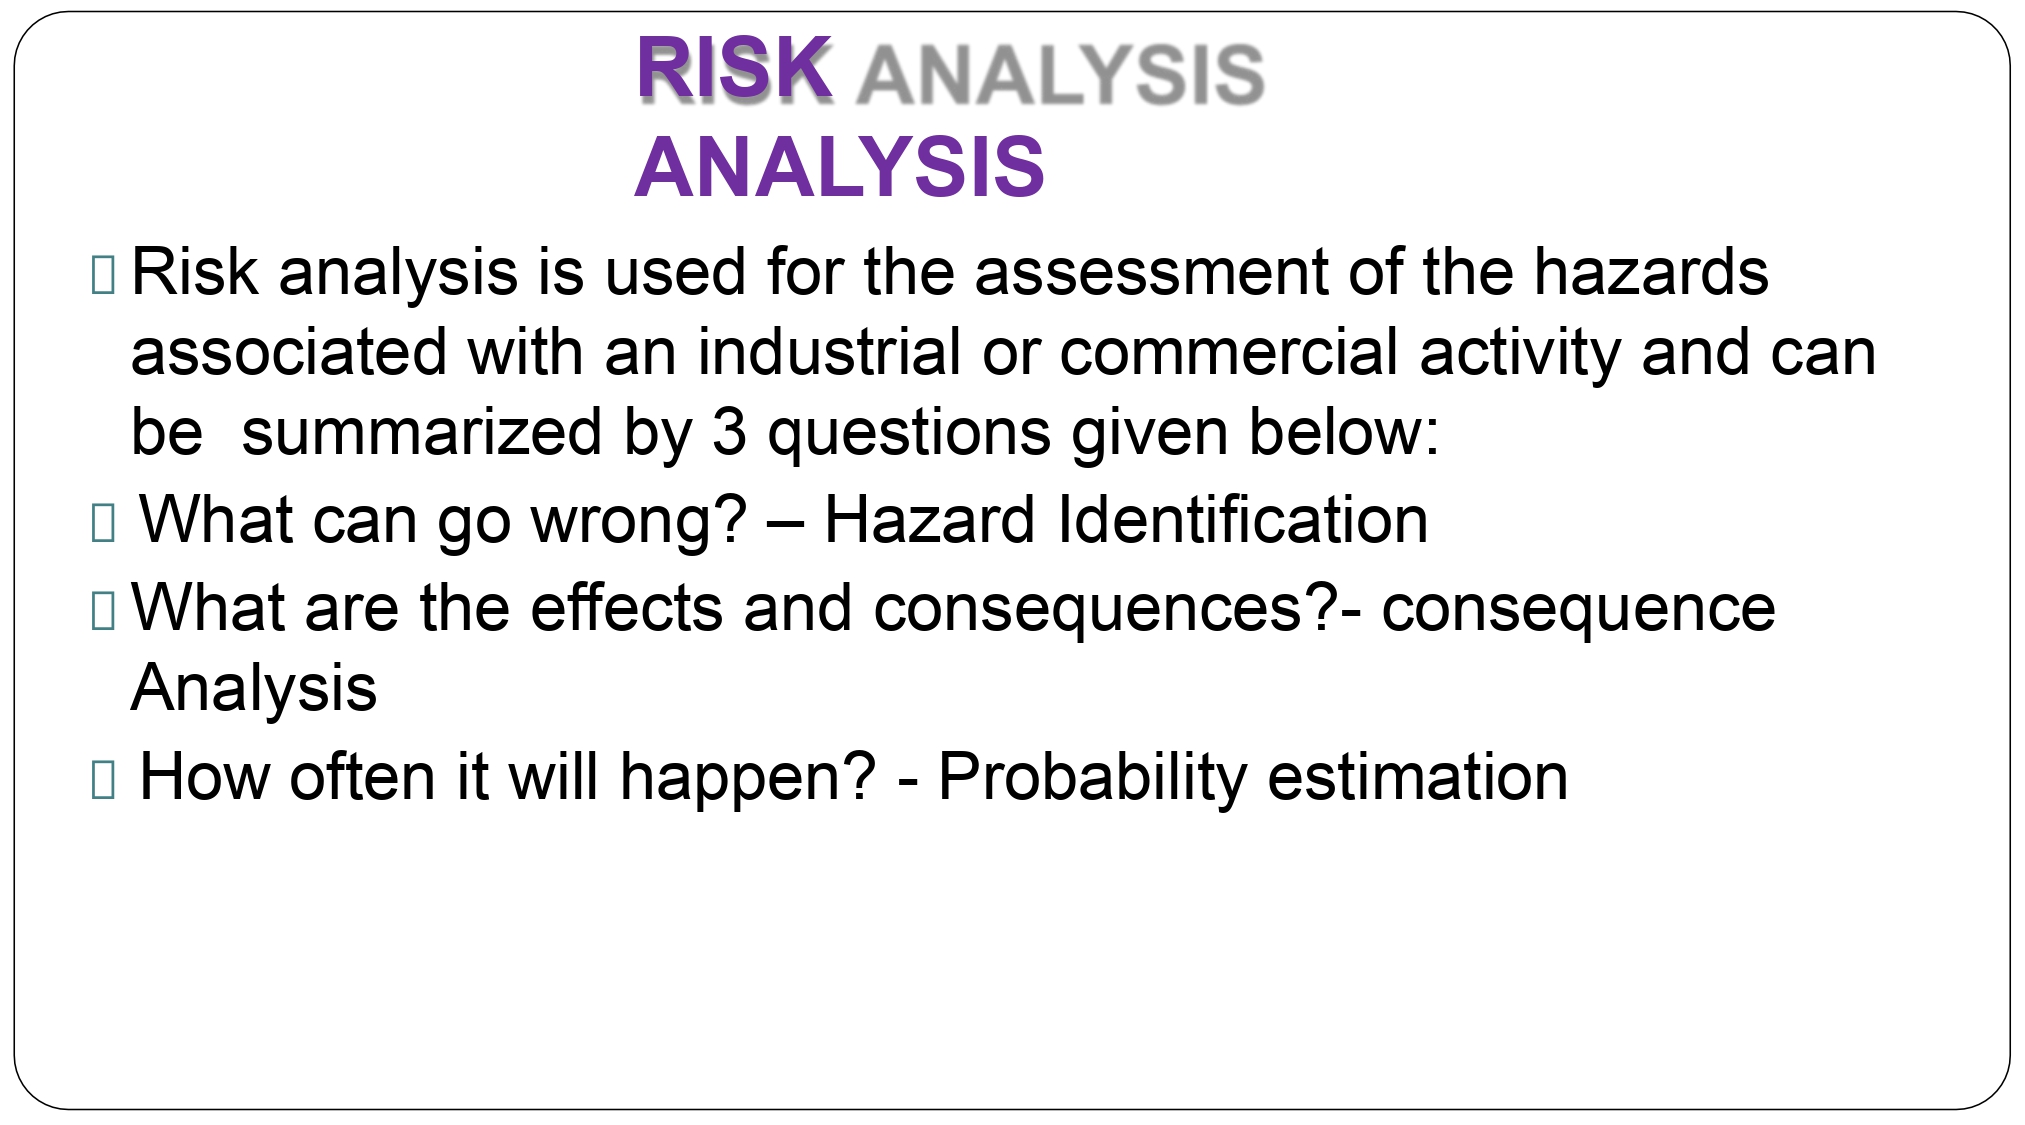 RISK ANALYSIS
RISK
ANALYSIS
Risk analysis is used for the assessment of the hazards
associated with an industrial or commercial activity and can
be  summarized by 3 questions given below:
What can go wrong? – Hazard Identification
What are the effects and consequences?- consequence
Analysis
How often it will happen? - Probability estimation